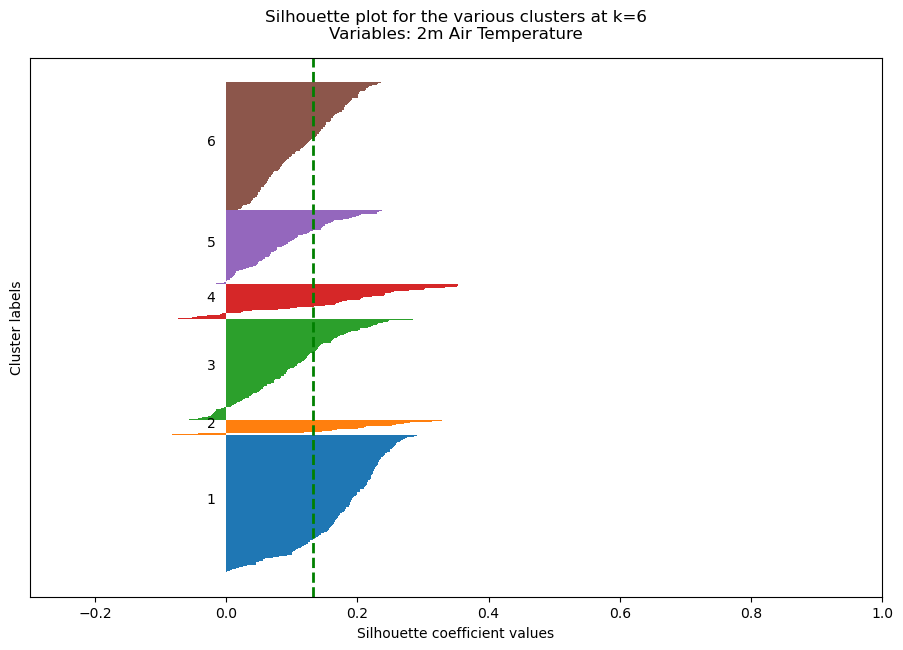 Silhouette plot for the various clusters at k=6
Variables: 2m Air Temperature
Cluster labels
6
5
4
3
2
1
−0.2 0.0 0.2 0.4 0.6 0.8 1.0
Silhouette coefficient values